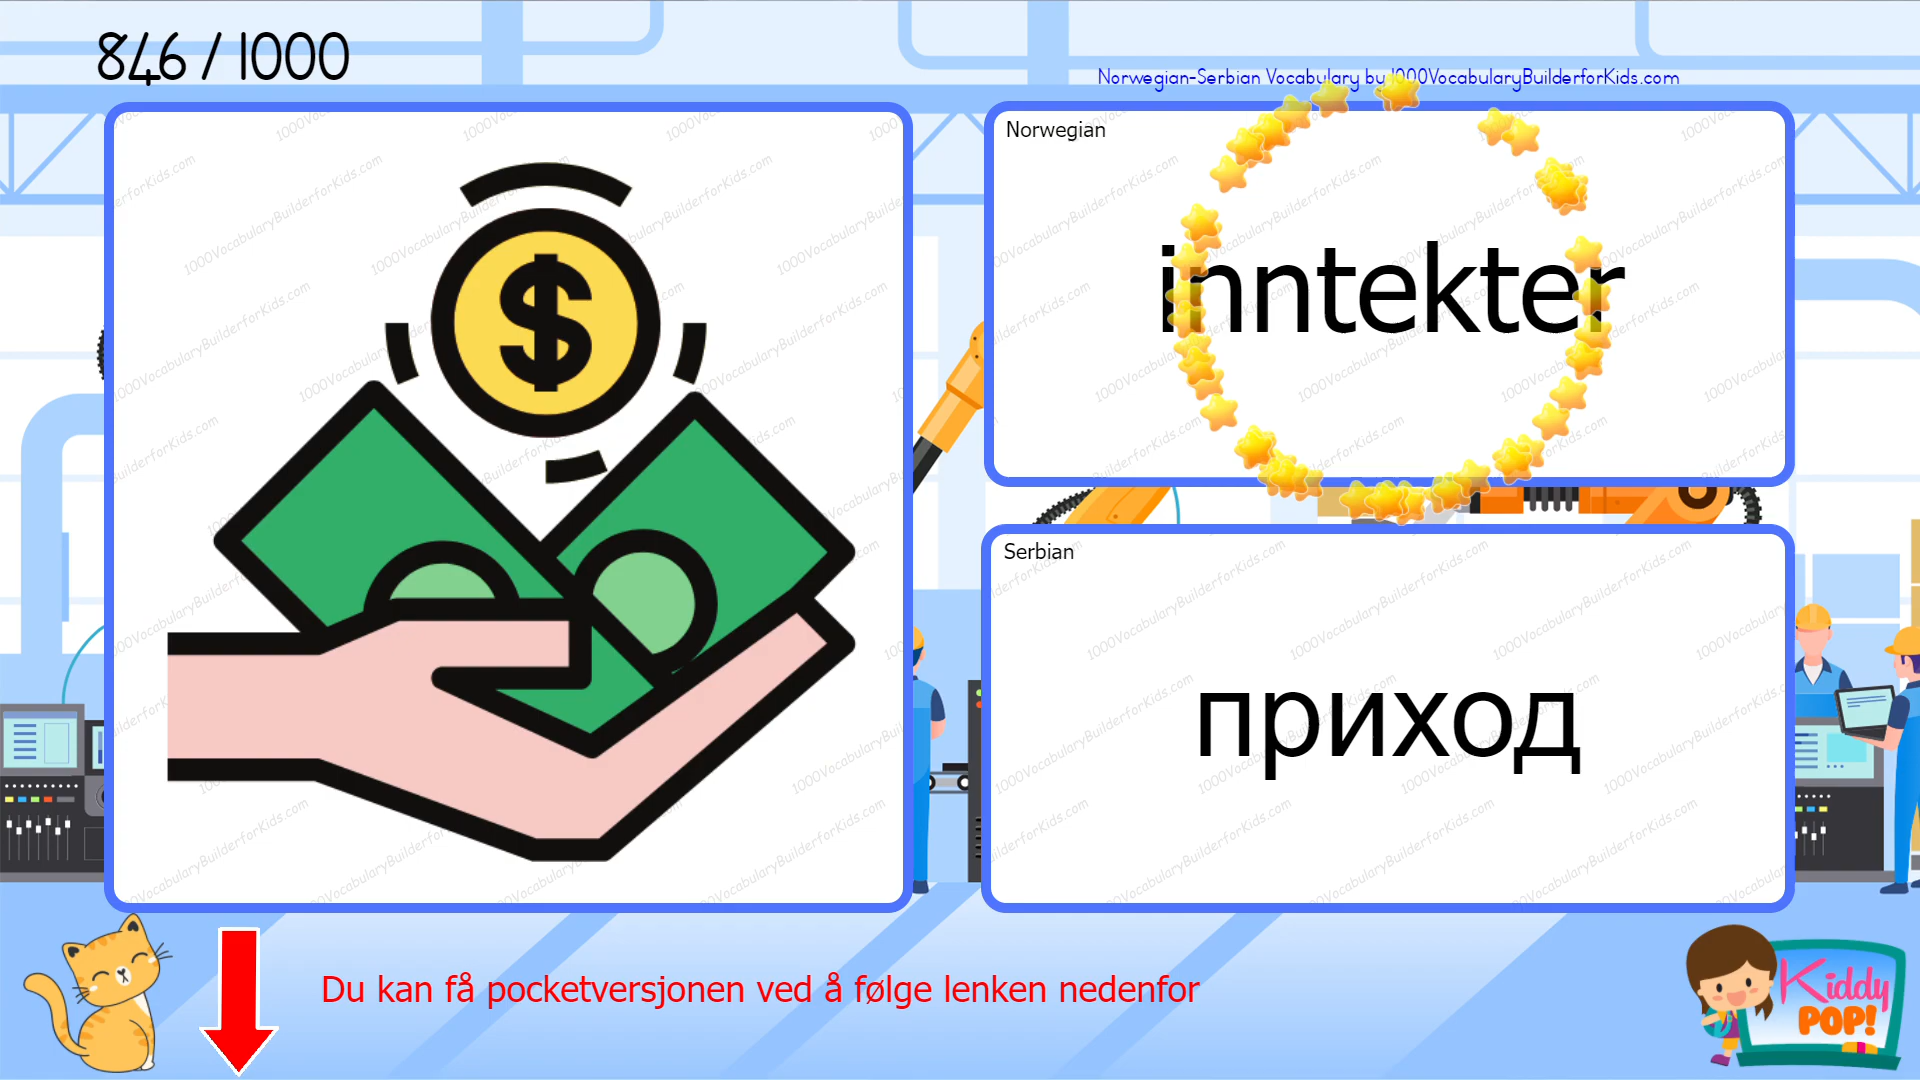 846 / 1000
Norwegian-Serbian Vocabulary by 1000VocabularyBuilderforKids.com
Norwegian
inntekter
$
Serbian
приход
Du kan få pocketversjonen ved å følge lenken nedenfor
Kiddy
POP!